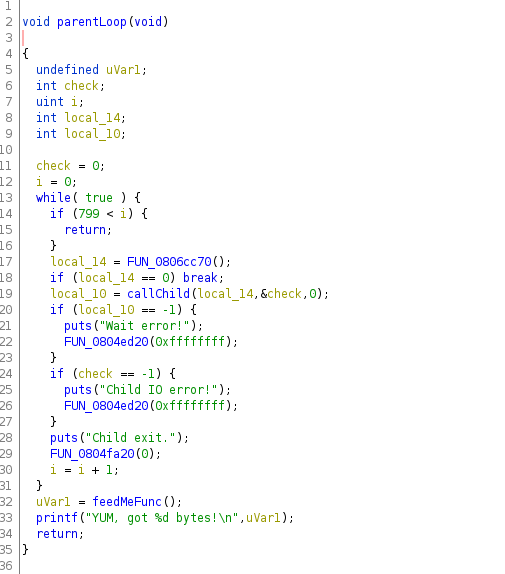 1
2 void parentLoop(void)
3
4 {
5 undefined uVar1;
6 int check;
7 uint i;
8 int local_14;
9 int local_10;
10
11 check = 0;
12 i = 0;
13 while( true ) {
14 if (799 < i) {
15 return;
16 }
17 local_14 = FUN_0806cc70();
18 if (local_14 == 0) break;
19 local_10 = callChild(local_14,&check,0);
20 if (local_10 == -1) {
21 puts("Wait error!");
22 FUN_0804ed20(0xffffffff);
23 }
24 if (check == -1) {
25 puts("Child IO error!");
26 FUN_0804ed20(0xffffffff);
27 }
28 puts("Child exit.");
29 FUN_0804fa20(0);
30 i = i + 1;
31 }
32 uVar1 = feedMeFunc();
33 printf("YUM, got %d bytes!\n",uVar1);
34 return;
35 }
36